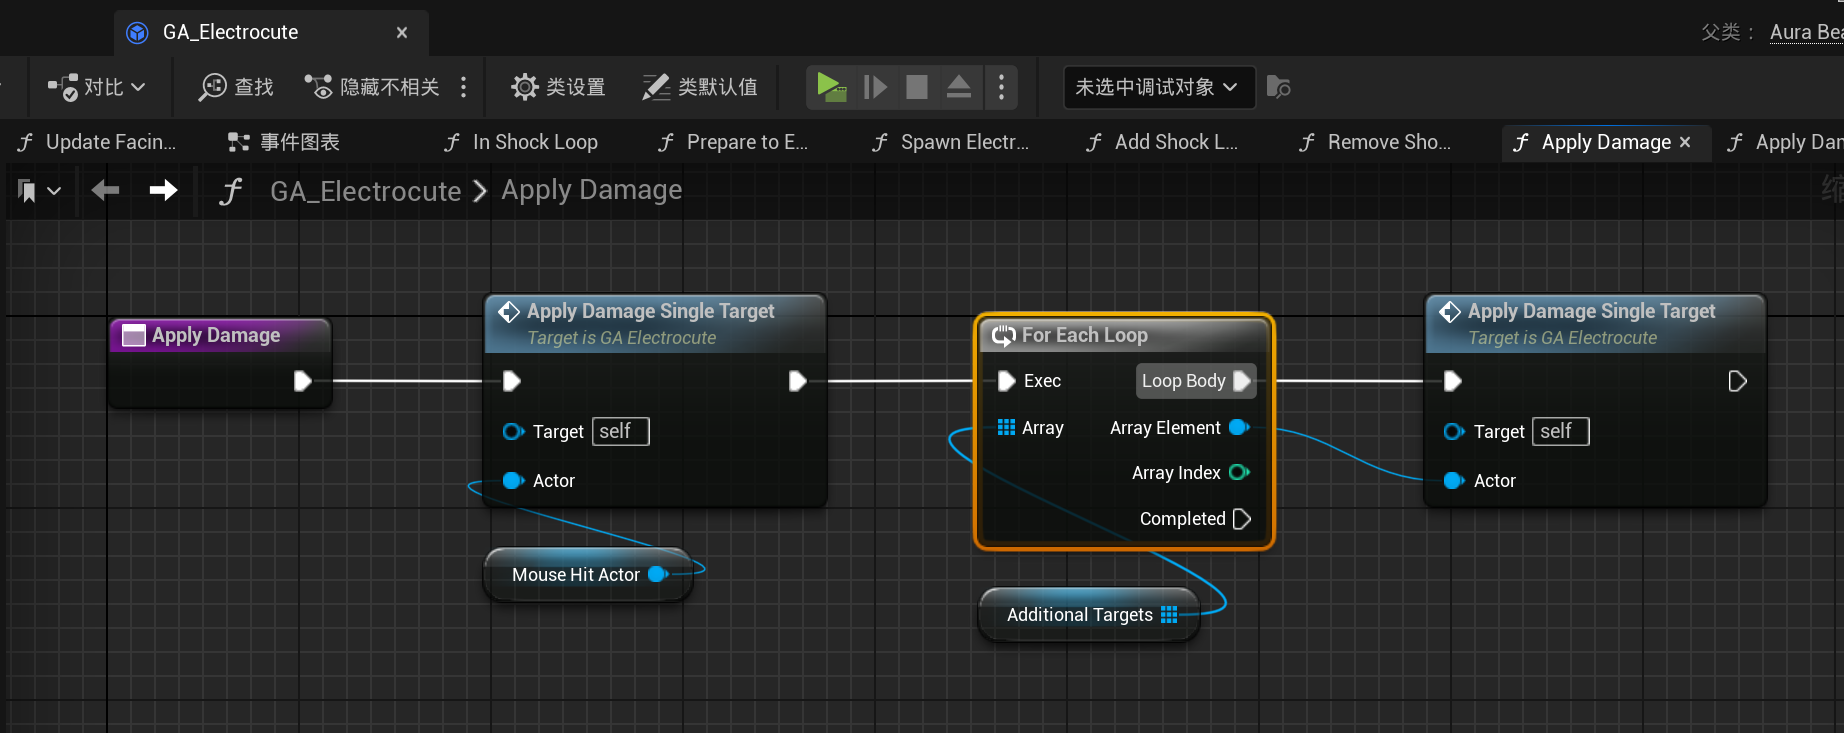 GA_Electrocute
父类： Aura Bea
对比 查找 隐藏不相关 类设置 类默认值 未选中调试对象
Update Facin... 事件图表 In Shock Loop Prepare to E... Spawn Electr... Add Shock L... Remove Sho... Apply Damage Apply Dam
GA_Electrocute > Apply Damage 缩
Apply Damage
Apply Damage Single Target
Target is GA Electrocute
Target self
Actor
Mouse Hit Actor
For Each Loop
Exec Loop Body
Array Array Element
Array Index
Completed
Additional Targets
Apply Damage Single Target
Target is GA Electrocute
Target self
Actor